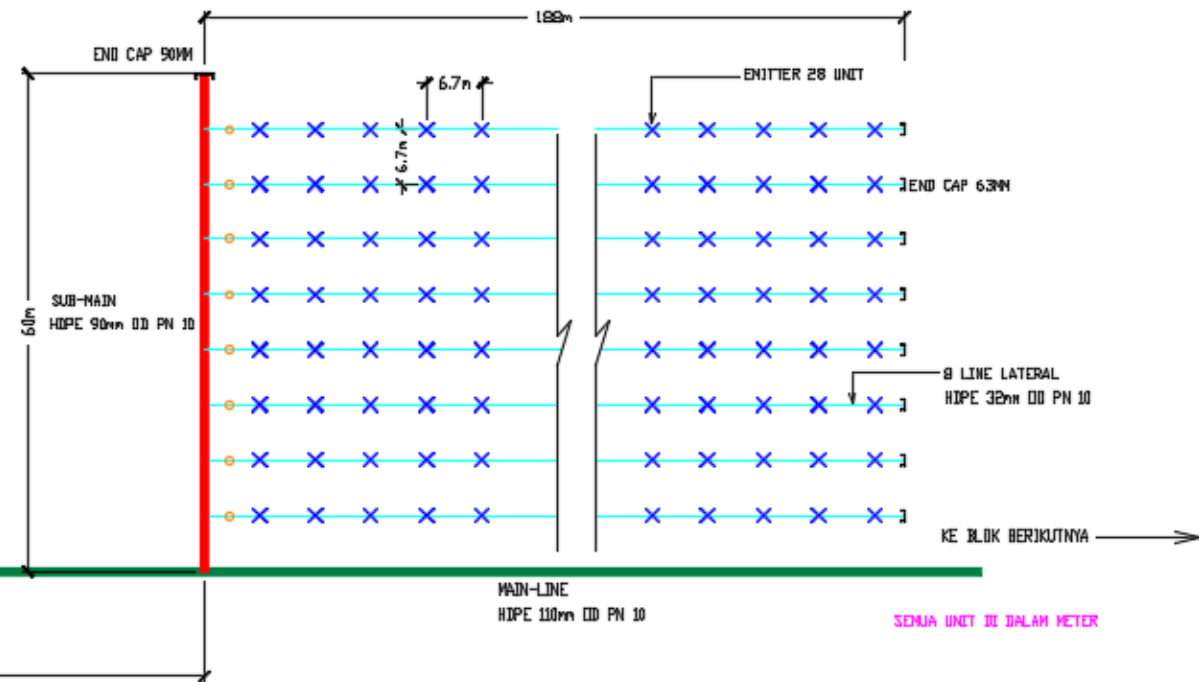 188m
END CAP 90MM
EMITTER 28 UNIT
6.7m
6.7m
END CAP 63MM
60m
SUB-MAIN
HDPE 90mm OD PN 10
8 LINE LATERAL
HDPE 32mm OD PN 10
KE BLOK BERIKUTNYA
MAIN-LINE
HDPE 110mm OD PN 10
SEMUA UNIT DI DALAM METER